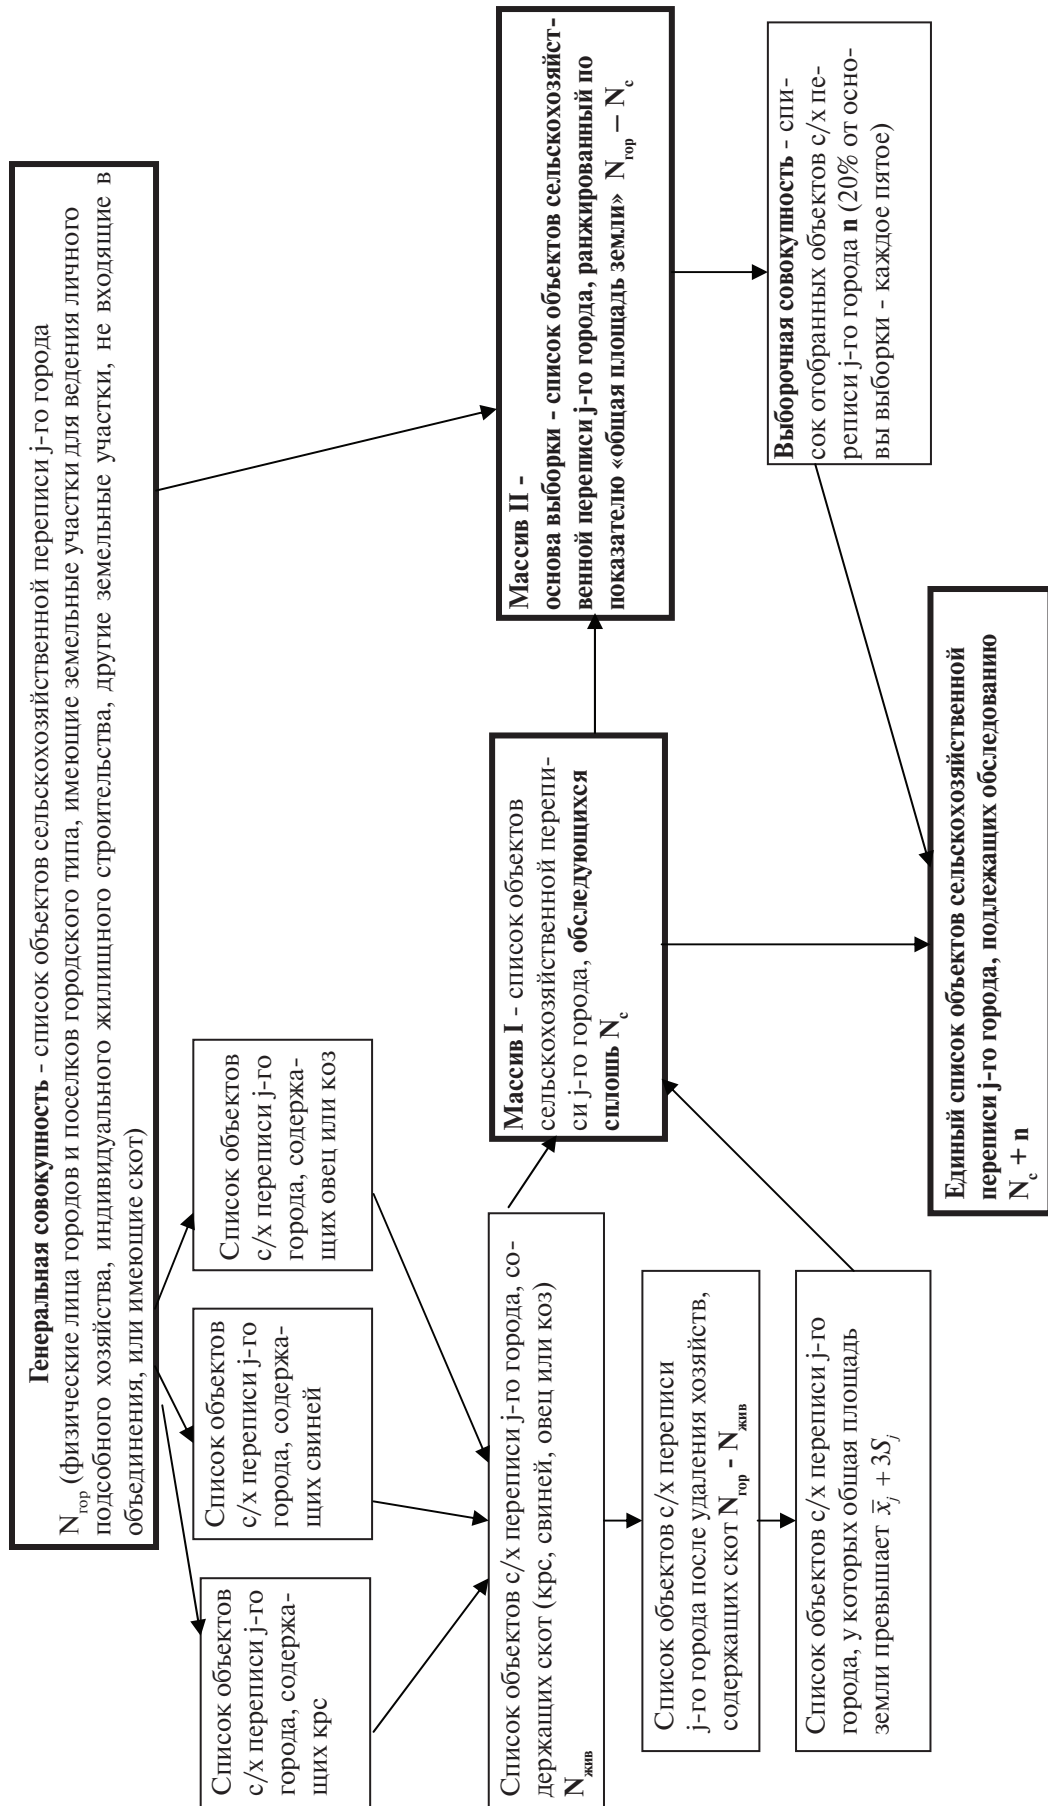 Генеральная совокупность - список объектов сельскохозяйственной переписи j-го города
Nгор (физические лица городов и поселков городского типа, имеющие земельные участки для ведения личного
подсобного хозяйства, индивидуального жилищного строительства, другие земельные участки, не входящие в
объединения, или имеющие скот)
Список объектов
с/х переписи j-го
города, содержа-
щих крс
Список объектов
с/х переписи j-го
города, содержа-
щих свиней
Список объектов
с/х переписи j-го
города, содержа-
щих овец или коз
Список объектов с/х переписи j-го города, со-
держащих скот (крс, свиней, овец или коз)
Nжив
Массив I - список объектов
сельскохозяйственной перепи-
си j-го города, обследующихся
сплошь Nс
Массив II -
основа выборки - список объектов сельскохозяйст-
венной переписи j-го города, ранжированный по
показателю «общая площадь земли» Nгор – Nс
Список объектов с/х переписи
j-го города после удаления хозяйств,
содержащих скот Nгор - Nжив
Список объектов с/х переписи j-го
города, у которых общая площадь
земли превышает x̄j + 3Sj
Выборочная совокупность - спи-
сок отобранных объектов с/х пе-
реписи j-го города n (20% от осно-
вы выборки - каждое пятое)
Единый список объектов сельскохозяйственной
переписи j-го города, подлежащих обследованию
Nс + n